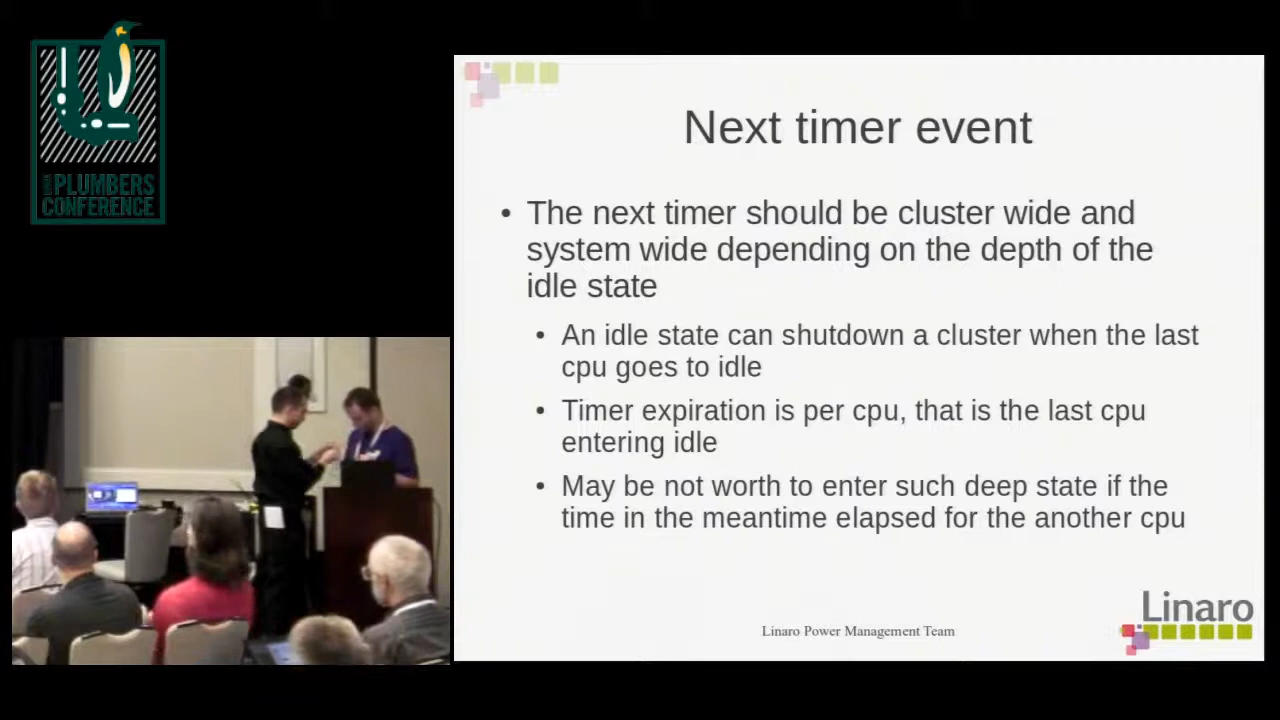 LINUX
PLUMBERS
CONFERENCE
Next timer event
• The next timer should be cluster wide and
system wide depending on the depth of the
idle state
• An idle state can shutdown a cluster when the last
cpu goes to idle
• Timer expiration is per cpu, that is the last cpu
entering idle
• May be not worth to enter such deep state if the
time in the meantime elapsed for the another cpu
Linaro
Linaro Power Management Team